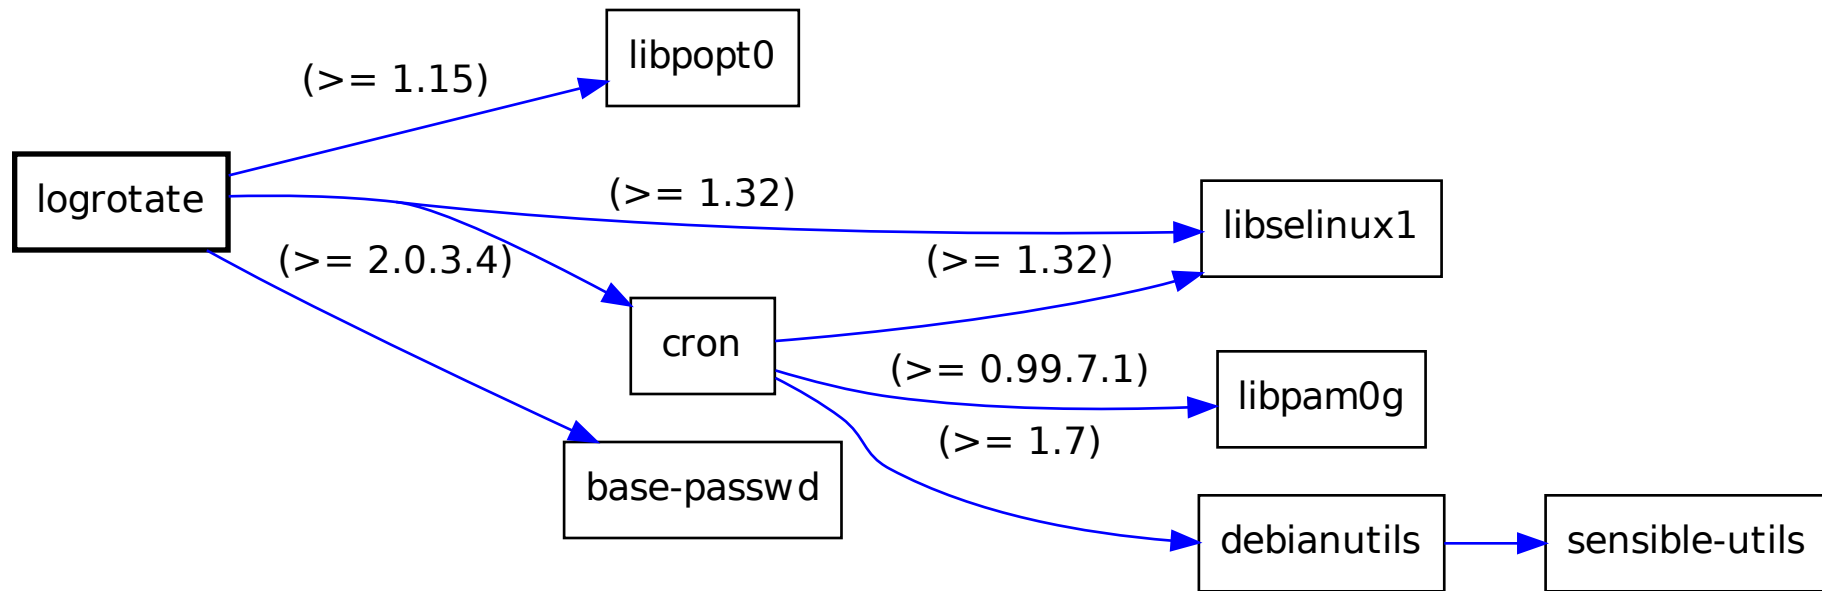 libpopt0
(>= 1.15)
logrotate
(>= 1.32)
libselinux1
(>= 2.0.3.4)
(>= 1.32)
cron
(>= 0.99.7.1)
libpam0g
(>= 1.7)
base-passwd
debianutils
sensible-utils